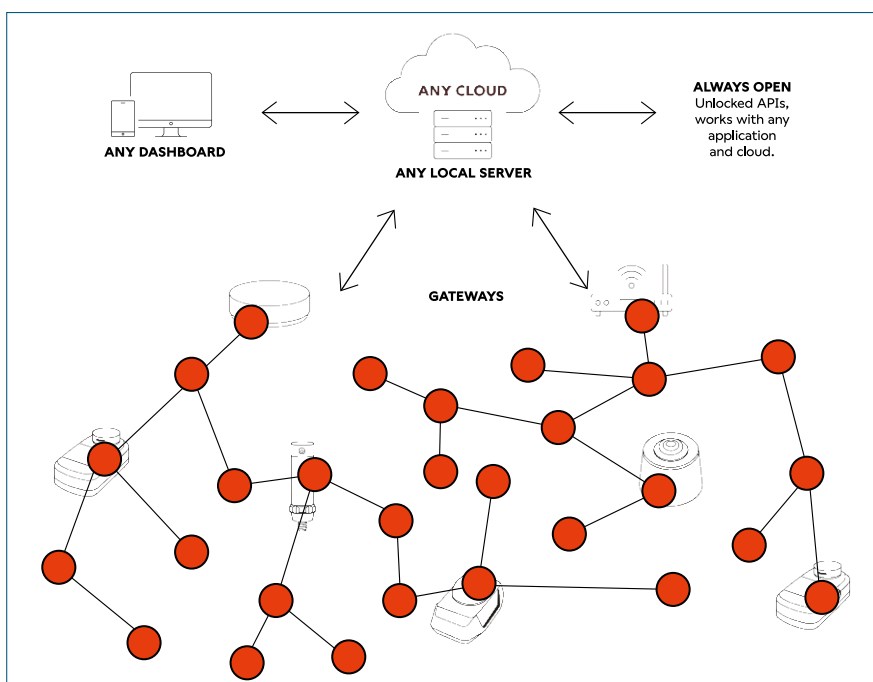 ANY CLOUD
ALWAYS OPEN
Unlocked APIs,
works with any
application
and cloud.
ANY DASHBOARD
ANY LOCAL SERVER
GATEWAYS